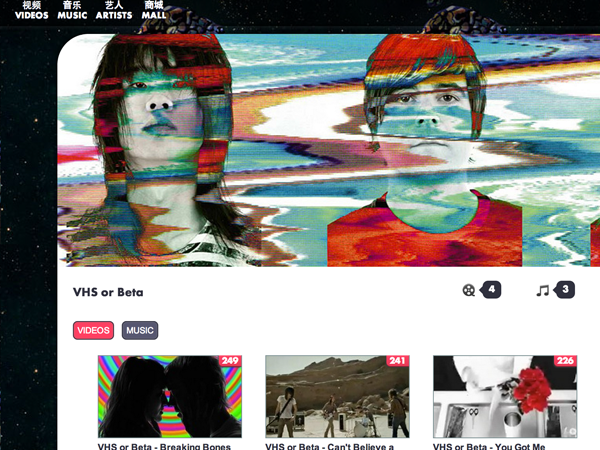 视频 音乐 艺人 商城
VIDEOS MUSIC ARTISTS MALL
VHS or Beta
4 3
VIDEOS MUSIC
249 241 226
VHS or Beta - Breaking Bones VHS or Beta - Can't Believe a VHS or Beta - You Got Me